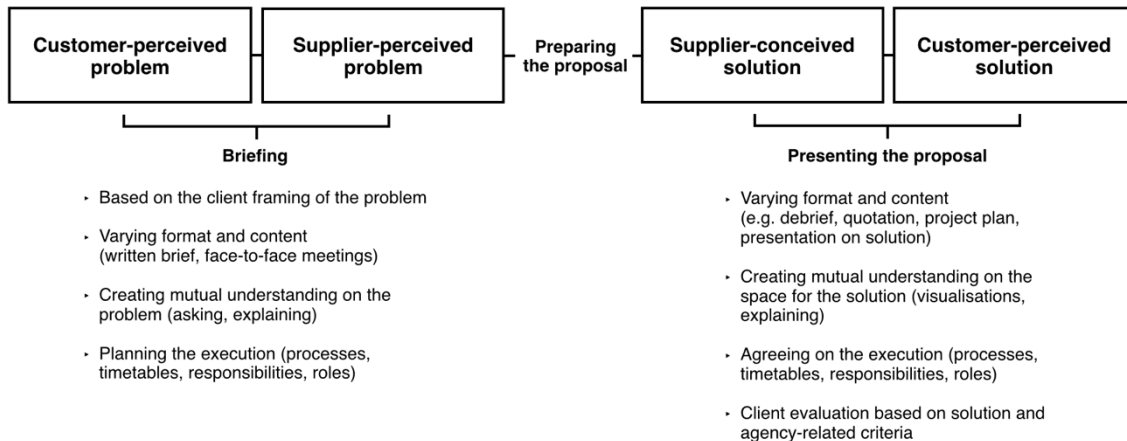 Customer-perceived
problem
Supplier-perceived
problem
Preparing
the proposal
Supplier-conceived
solution
Customer-perceived
solution
Briefing
‣ Based on the client framing of the problem
‣ Varying format and content
(written brief, face-to-face meetings)
‣ Creating mutual understanding on the
problem (asking, explaining)
‣ Planning the execution (processes,
timetables, responsibilities, roles)
Presenting the proposal
‣ Varying format and content
(e.g. debrief, quotation, project plan,
presentation on solution)
‣ Creating mutual understanding on the
space for the solution (visualisations,
explaining)
‣ Agreeing on the execution (processes,
timetables, responsibilities, roles)
‣ Client evaluation based on solution and
agency-related criteria